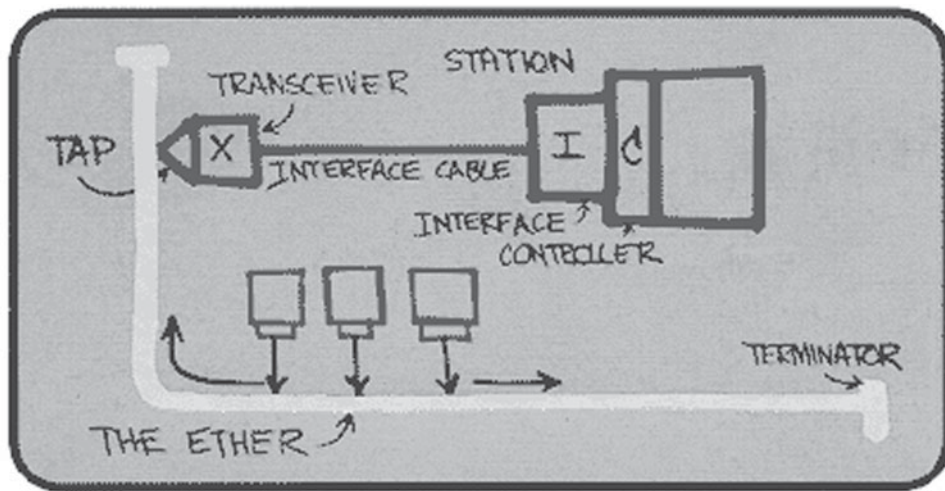 STATION
TRANSCEIVER
TAP
X
I
C
INTERFACE CABLE
INTERFACE
CONTROLLER
TERMINATOR
THE ETHER